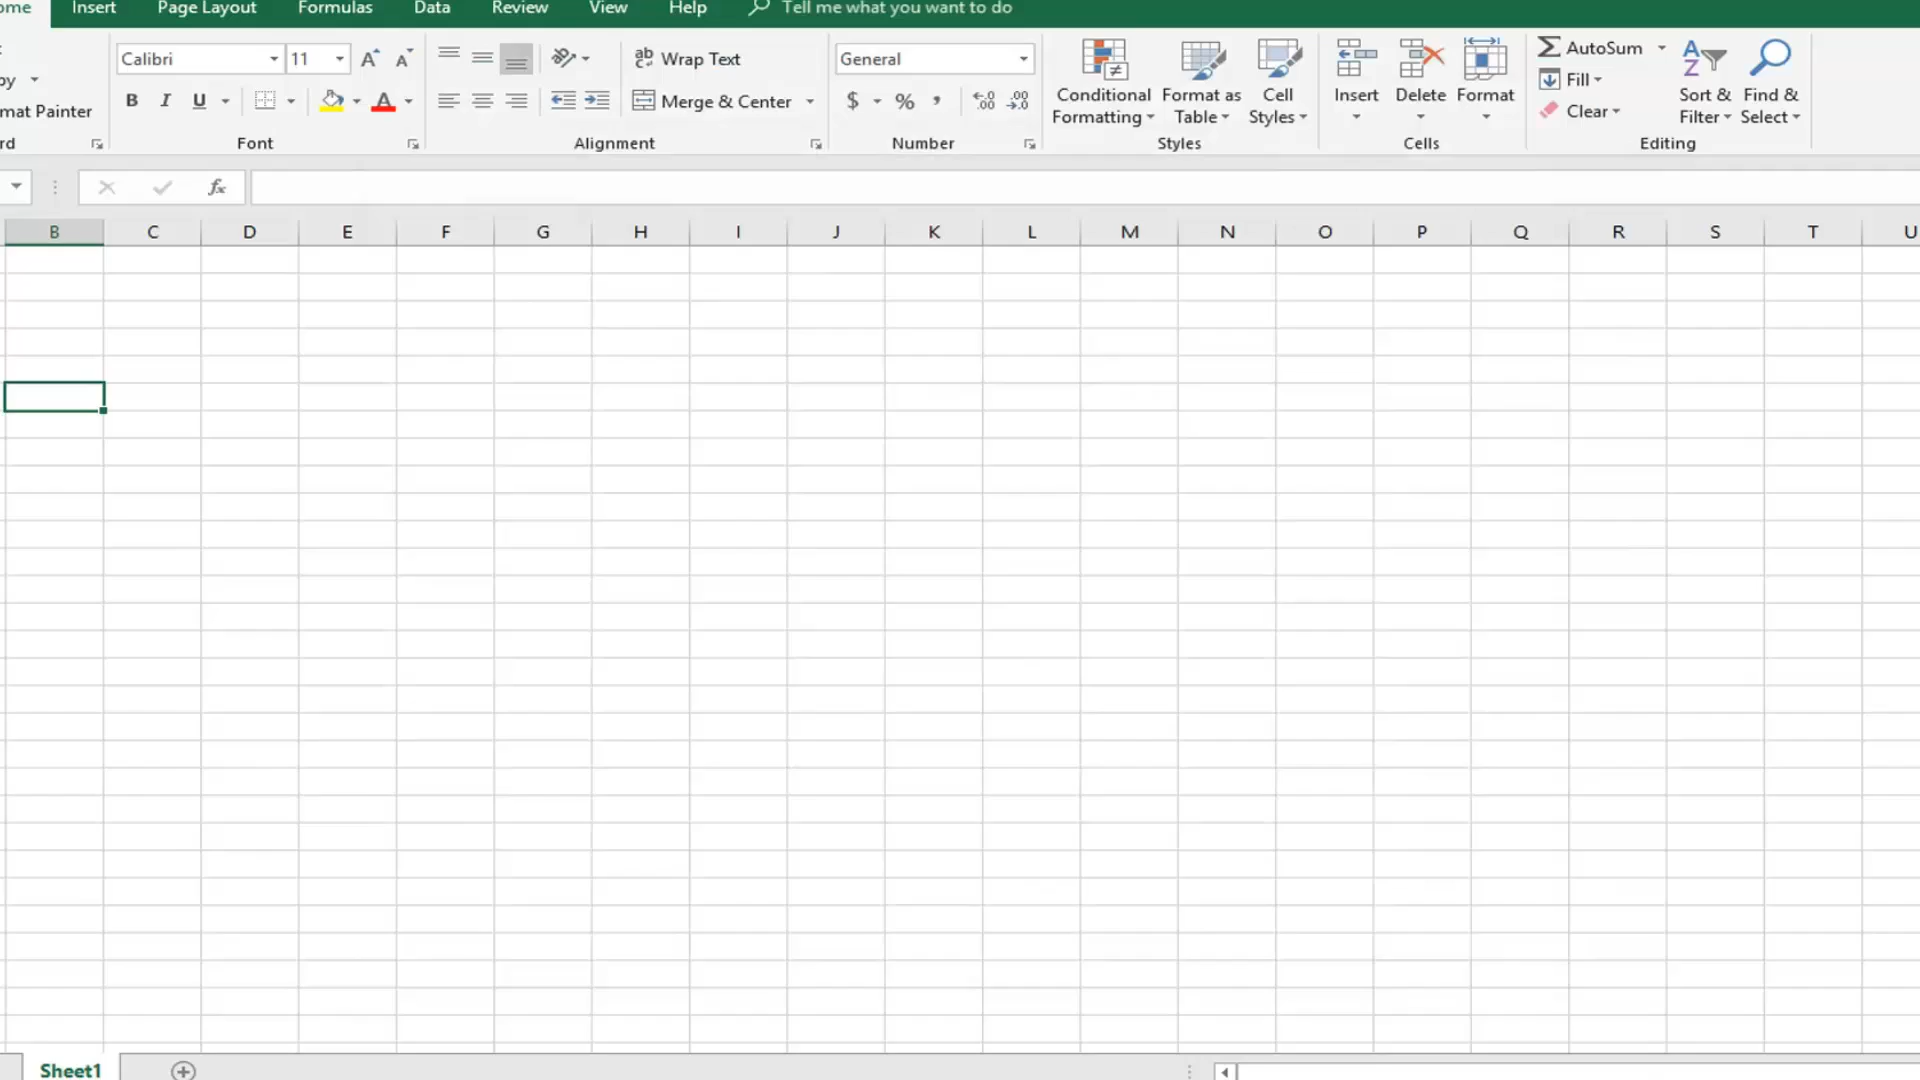 ome Insert Page Layout Formulas Data Review View Help Tell me what you want to do
Calibri 11 Wrap Text General AutoSum
py B I U A Merge & Center $ % , Conditional Formatting Format as Table Cell Styles Insert Delete Format Fill Sort & Filter Find & Select
mat Painter Clear
rd Font Alignment Number Styles Cells Editing
fx
B C D E F G H I J K L M N O P Q R S T U
Sheet1